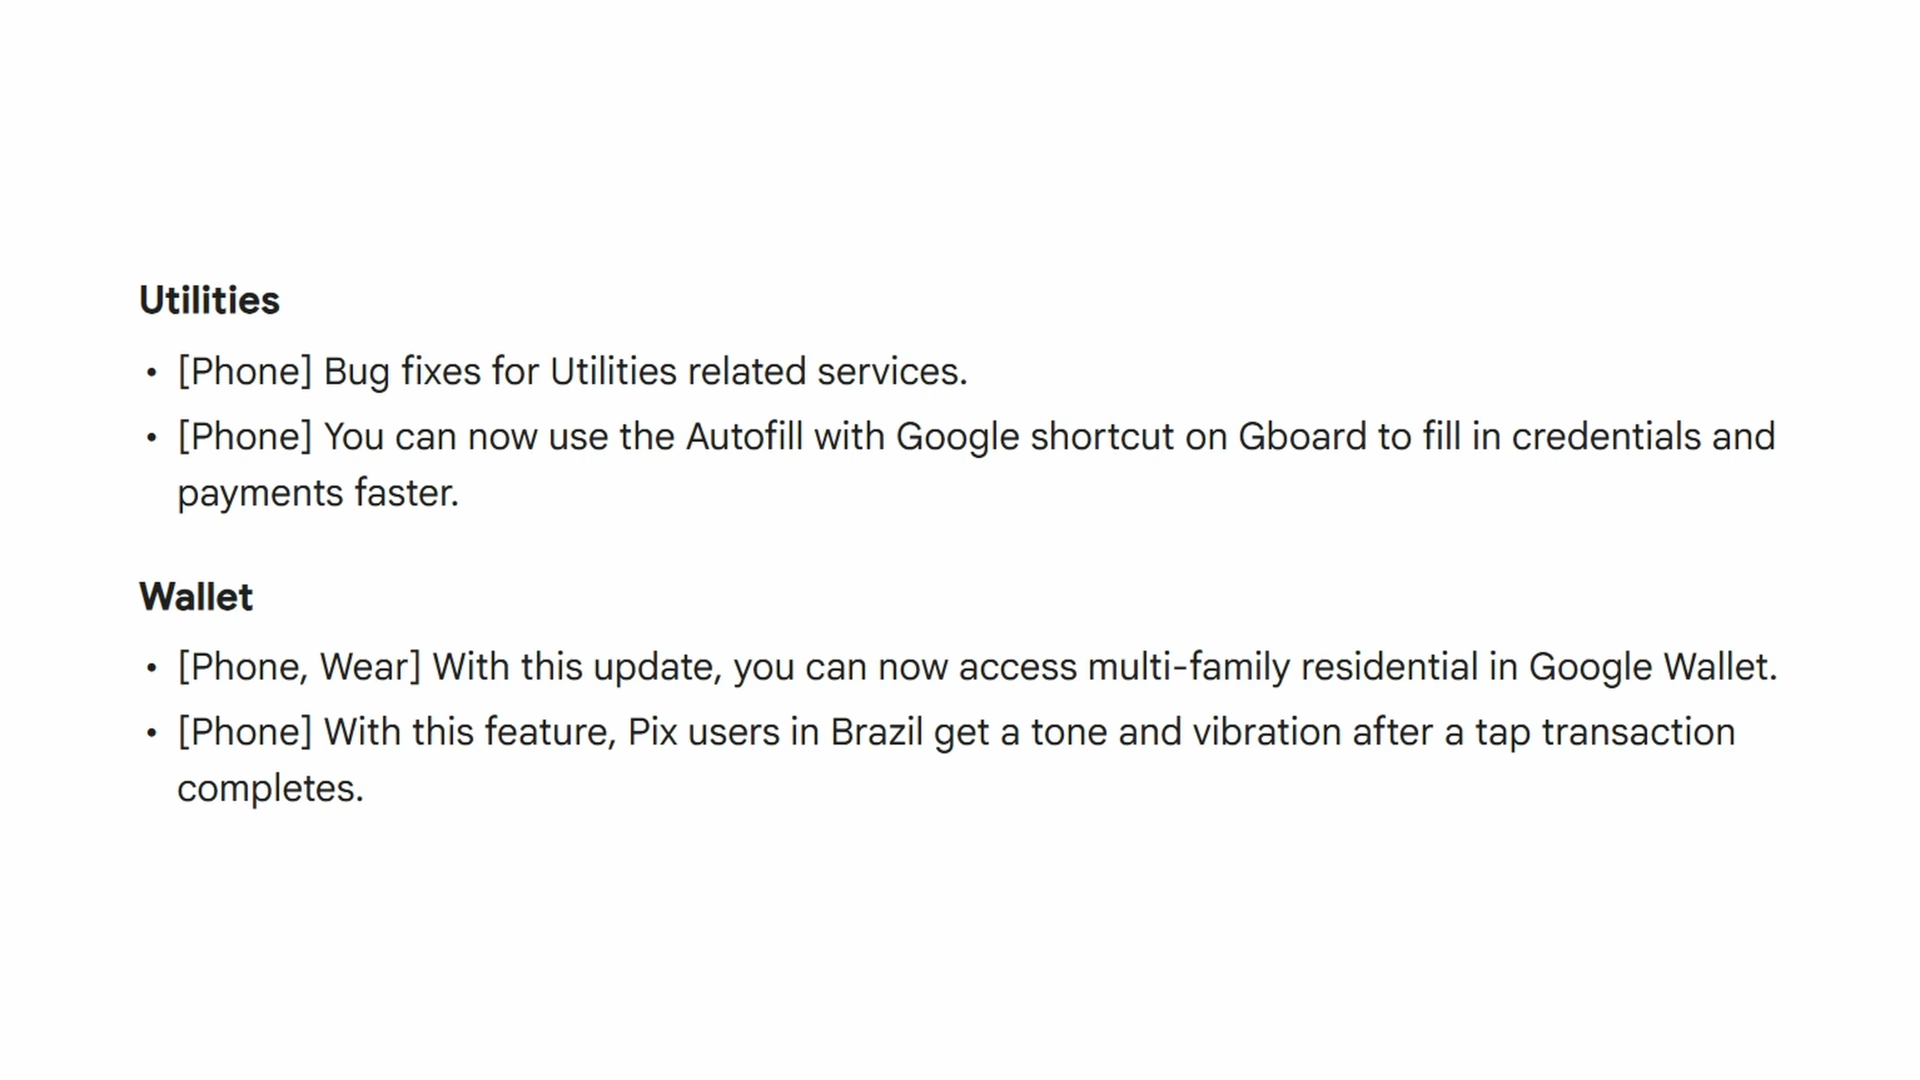 Utilities
• [Phone] Bug fixes for Utilities related services.
• [Phone] You can now use the Autofill with Google shortcut on Gboard to fill in credentials and
payments faster.
Wallet
• [Phone, Wear] With this update, you can now access multi-family residential in Google Wallet.
• [Phone] With this feature, Pix users in Brazil get a tone and vibration after a tap transaction
completes.